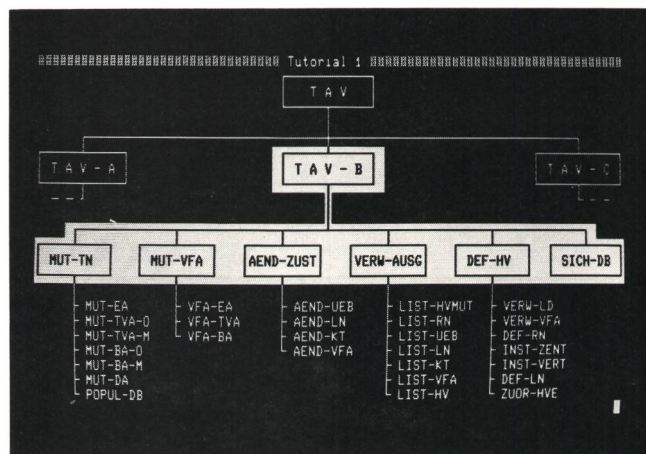 Tutorial 1
T A V
T A V - A
T A V - B
T A V - C
MUT-TN
MUT-VFA
AEND-ZUST
VERW-AUSG
DEF-HV
SICH-DB
MUT-EA
MUT-TVA-O
MUT-TVA-M
MUT-BA-O
MUT-BA-M
MUT-DA
POPUL-DB
VFA-EA
VFA-TVA
VFA-BA
AEND-UEB
AEND-LN
AEND-KT
AEND-VFA
LIST-HVMUT
LIST-RN
LIST-UEB
LIST-LN
LIST-KT
LIST-VFA
LIST-HV
VERW-LD
VERW-VFA
DEF-RN
INST-ZENT
INST-VERT
DEF-LN
ZUOR-HVE